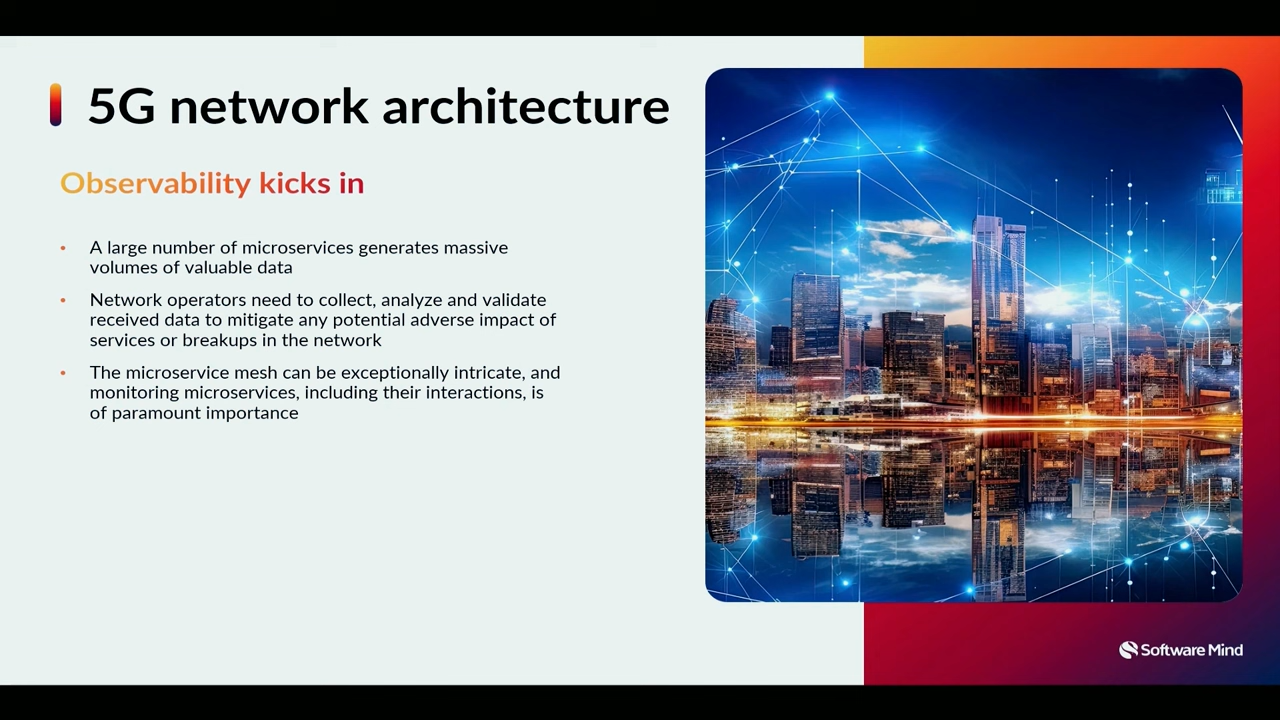 5G network architecture
Observability kicks in
• A large number of microservices generates massive
volumes of valuable data
• Network operators need to collect, analyze and validate
received data to mitigate any potential adverse impact of
services or breakups in the network
• The microservice mesh can be exceptionally intricate, and
monitoring microservices, including their interactions, is
of paramount importance
Software Mind